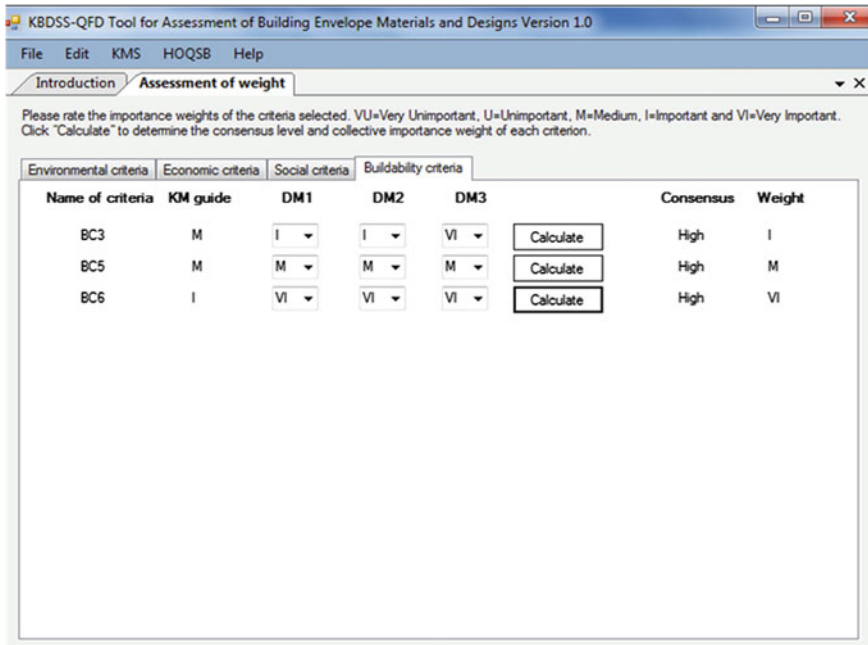 KBDSS-QFD Tool for Assessment of Building Envelope Materials and Designs Version 1.0
File Edit KMS HOQSB Help
Introduction Assessment of weight
Please rate the importance weights of the criteria selected. VU=Very Unimportant, U=Unimportant, M=Medium, I=Important and VI=Very Important.
Click "Calculate" to determine the consensus level and collective importance weight of each criterion.
Environmental criteria Economic criteria Social criteria Buildability criteria
Name of criteria KM guide DM1 DM2 DM3 Consensus Weight
BC3 M I I VI Calculate High I
BC5 M M M M Calculate High M
BC6 I VI VI VI Calculate High VI